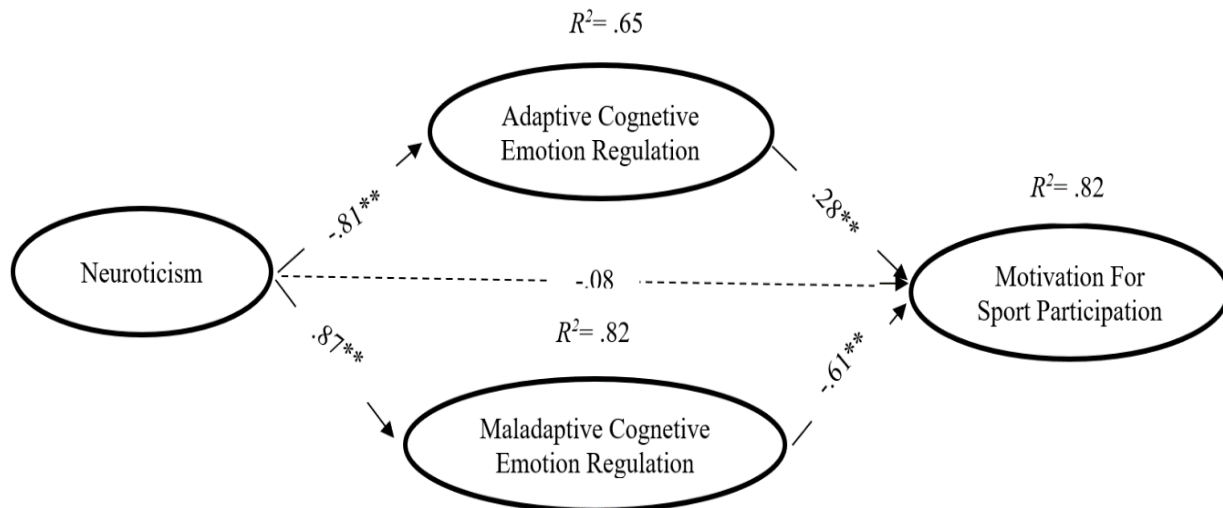 R²= .65
Adaptive Cognetive
Emotion Regulation
-.81**
.28**
R²= .82
Neuroticism
-.08
Motivation For
Sport Participation
.87**
R²= .82
-.61**
Maladaptive Cognetive
Emotion Regulation